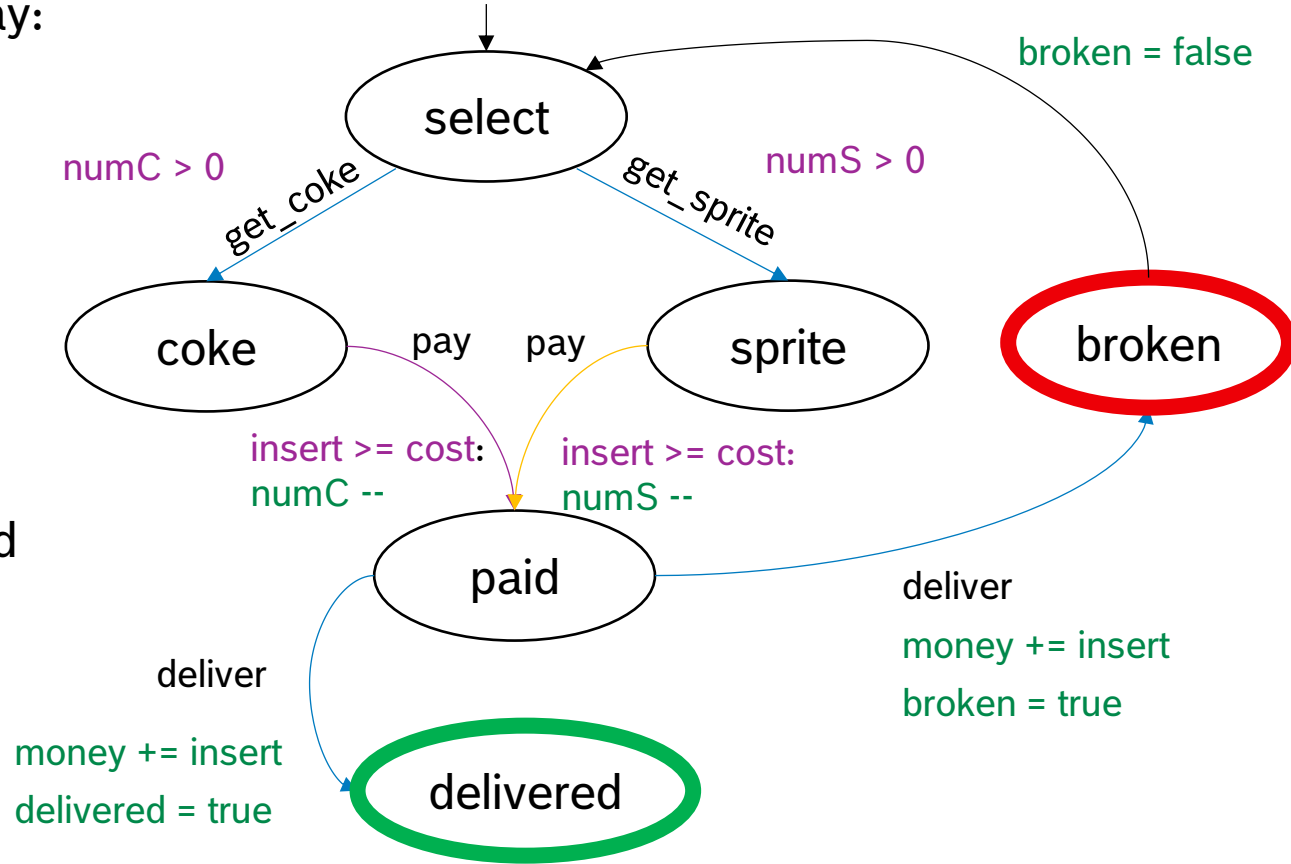 ay:
broken = false
select
numC > 0
get_coke
get_sprite
numS > 0
coke
pay
pay
sprite
broken
insert >= cost:
numC --
insert >= cost:
numS --
d
paid
deliver
money += insert
broken = true
deliver
money += insert
delivered = true
delivered